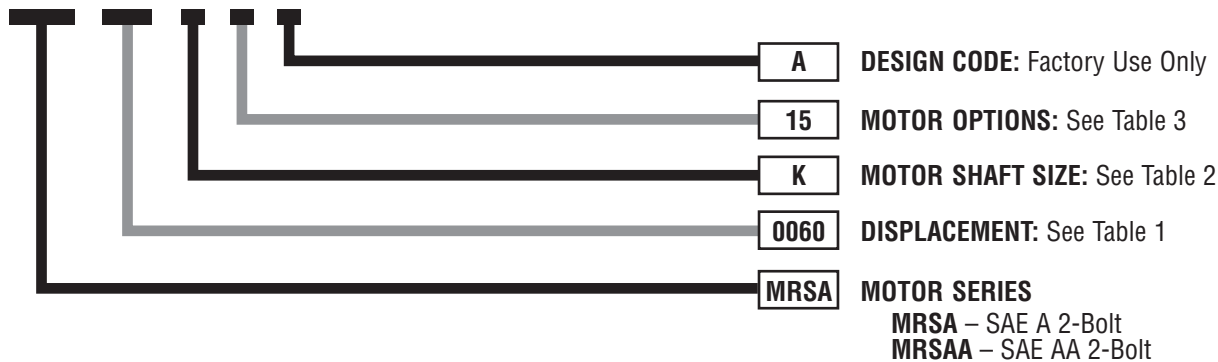 A DESIGN CODE: Factory Use Only
15 MOTOR OPTIONS: See Table 3
K MOTOR SHAFT SIZE: See Table 2
0060 DISPLACEMENT: See Table 1
MRSA MOTOR SERIES
MRSA – SAE A 2-Bolt
MRSAA – SAE AA 2-Bolt